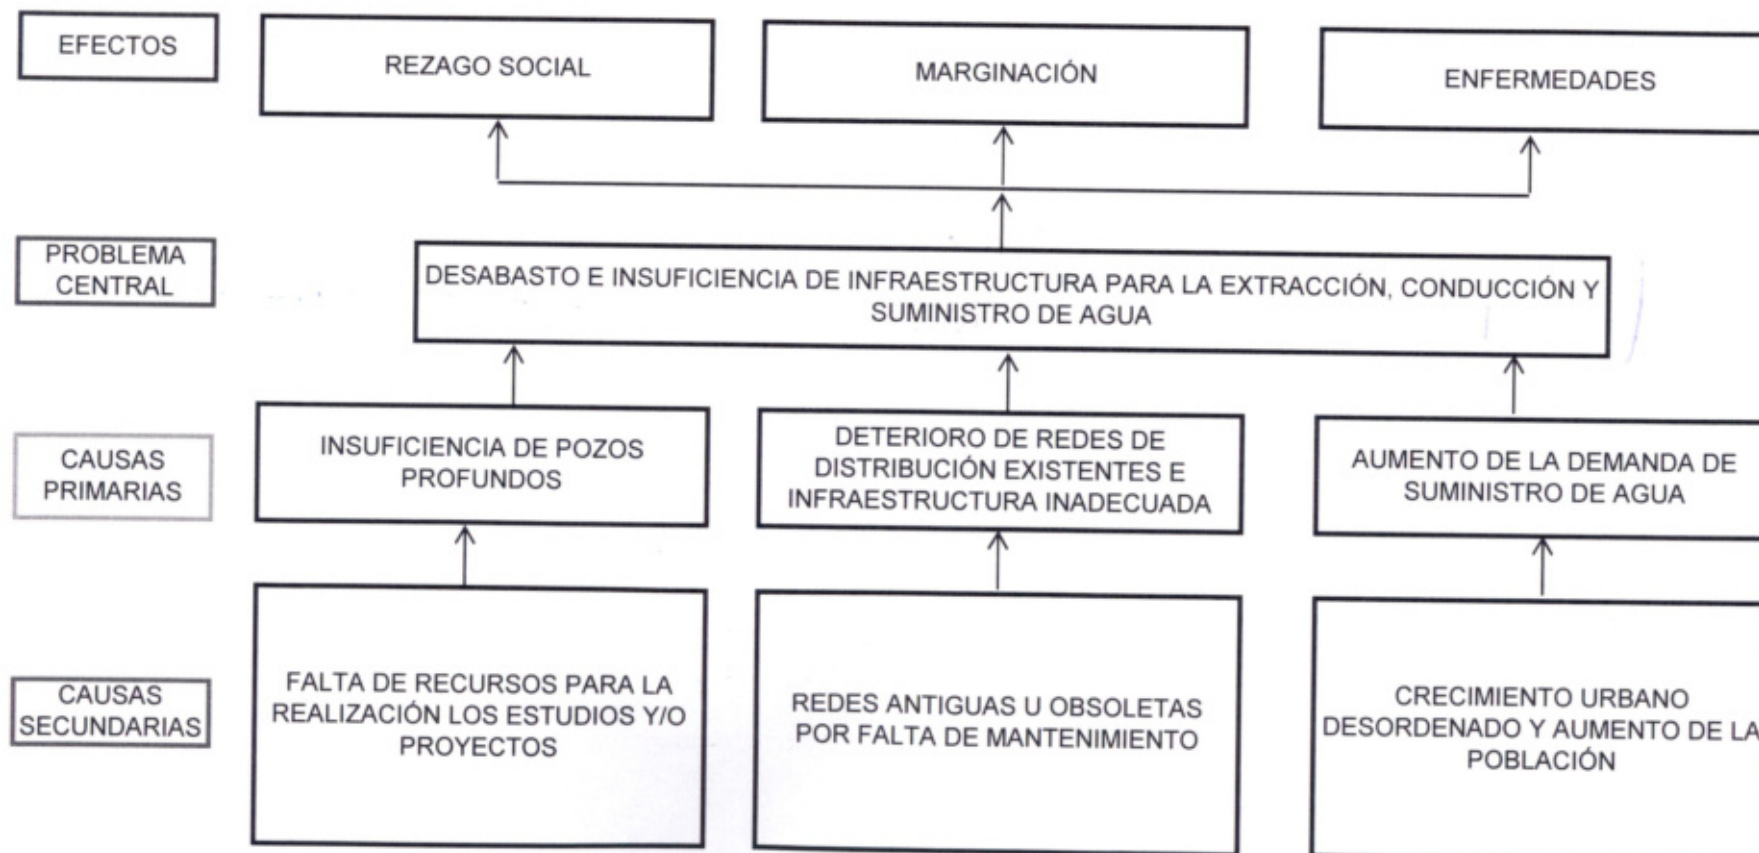 EFECTOS
REZAGO SOCIAL
MARGINACIÓN
ENFERMEDADES
PROBLEMA
CENTRAL
DESABASTO E INSUFICIENCIA DE INFRAESTRUCTURA PARA LA EXTRACCIÓN, CONDUCCIÓN Y
SUMINISTRO DE AGUA
CAUSAS
PRIMARIAS
INSUFICIENCIA DE POZOS
PROFUNDOS
DETERIORO DE REDES DE
DISTRIBUCIÓN EXISTENTES E
INFRAESTRUCTURA INADECUADA
AUMENTO DE LA DEMANDA DE
SUMINISTRO DE AGUA
CAUSAS
SECUNDARIAS
FALTA DE RECURSOS PARA LA
REALIZACIÓN LOS ESTUDIOS Y/O
PROYECTOS
REDES ANTIGUAS U OBSOLETAS
POR FALTA DE MANTENIMIENTO
CRECIMIENTO URBANO
DESORDENADO Y AUMENTO DE LA
POBLACIÓN